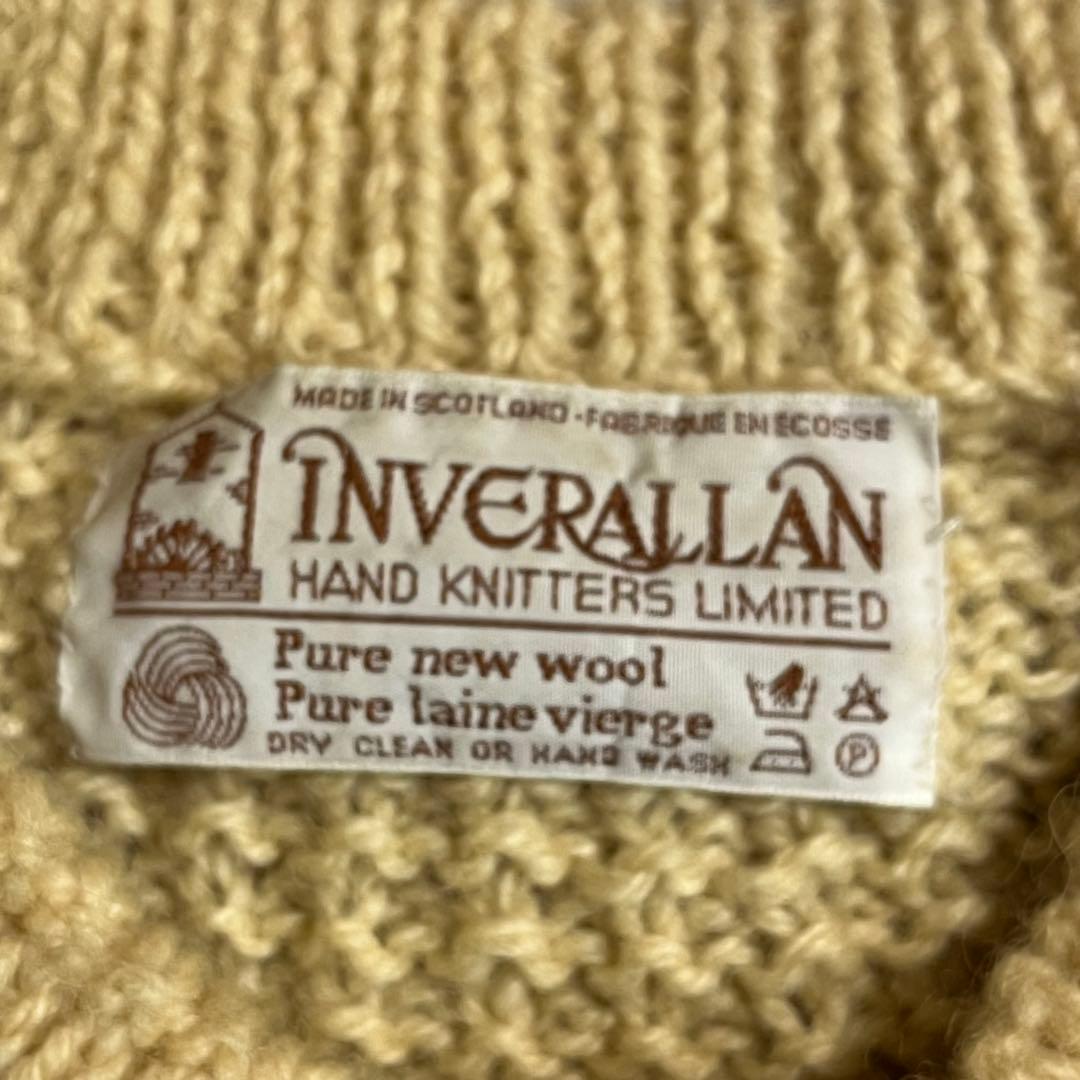 MADE IN SCOTLAND - FABRIQUE EN ECOSSE
INVERALLAN
HAND KNITTERS LIMITED
Pure new wool
Pure laine vierge
DRY CLEAN OR HAND WASH
A
P